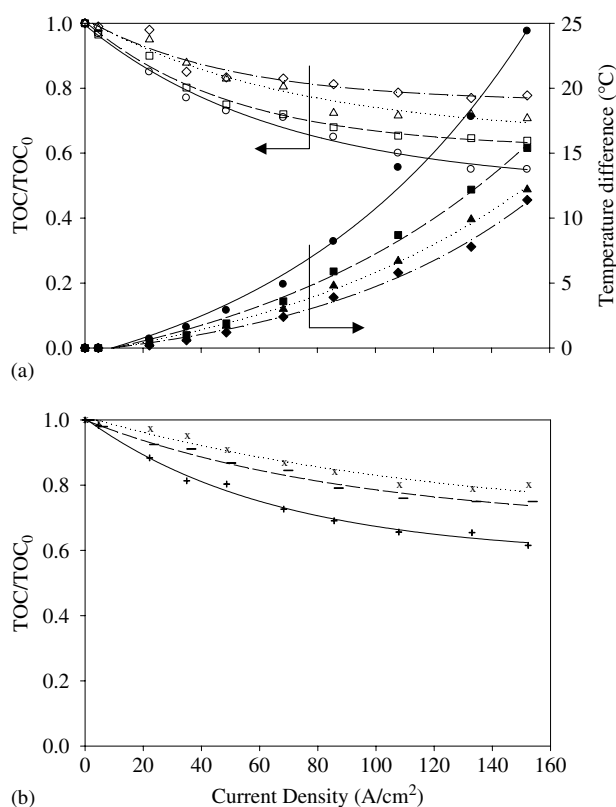 (a)
TOC/TOC₀
1.0
0.8
0.6
0.4
0.2
0.0
25
20
15
10
5
0
Temperature difference (°C)
(b)
TOC/TOC₀
1.0
0.8
0.6
0.4
0.2
0.0
x x x x x x x x
0 20 40 60 80 100 120 140 160
Current Density (A/cm²)